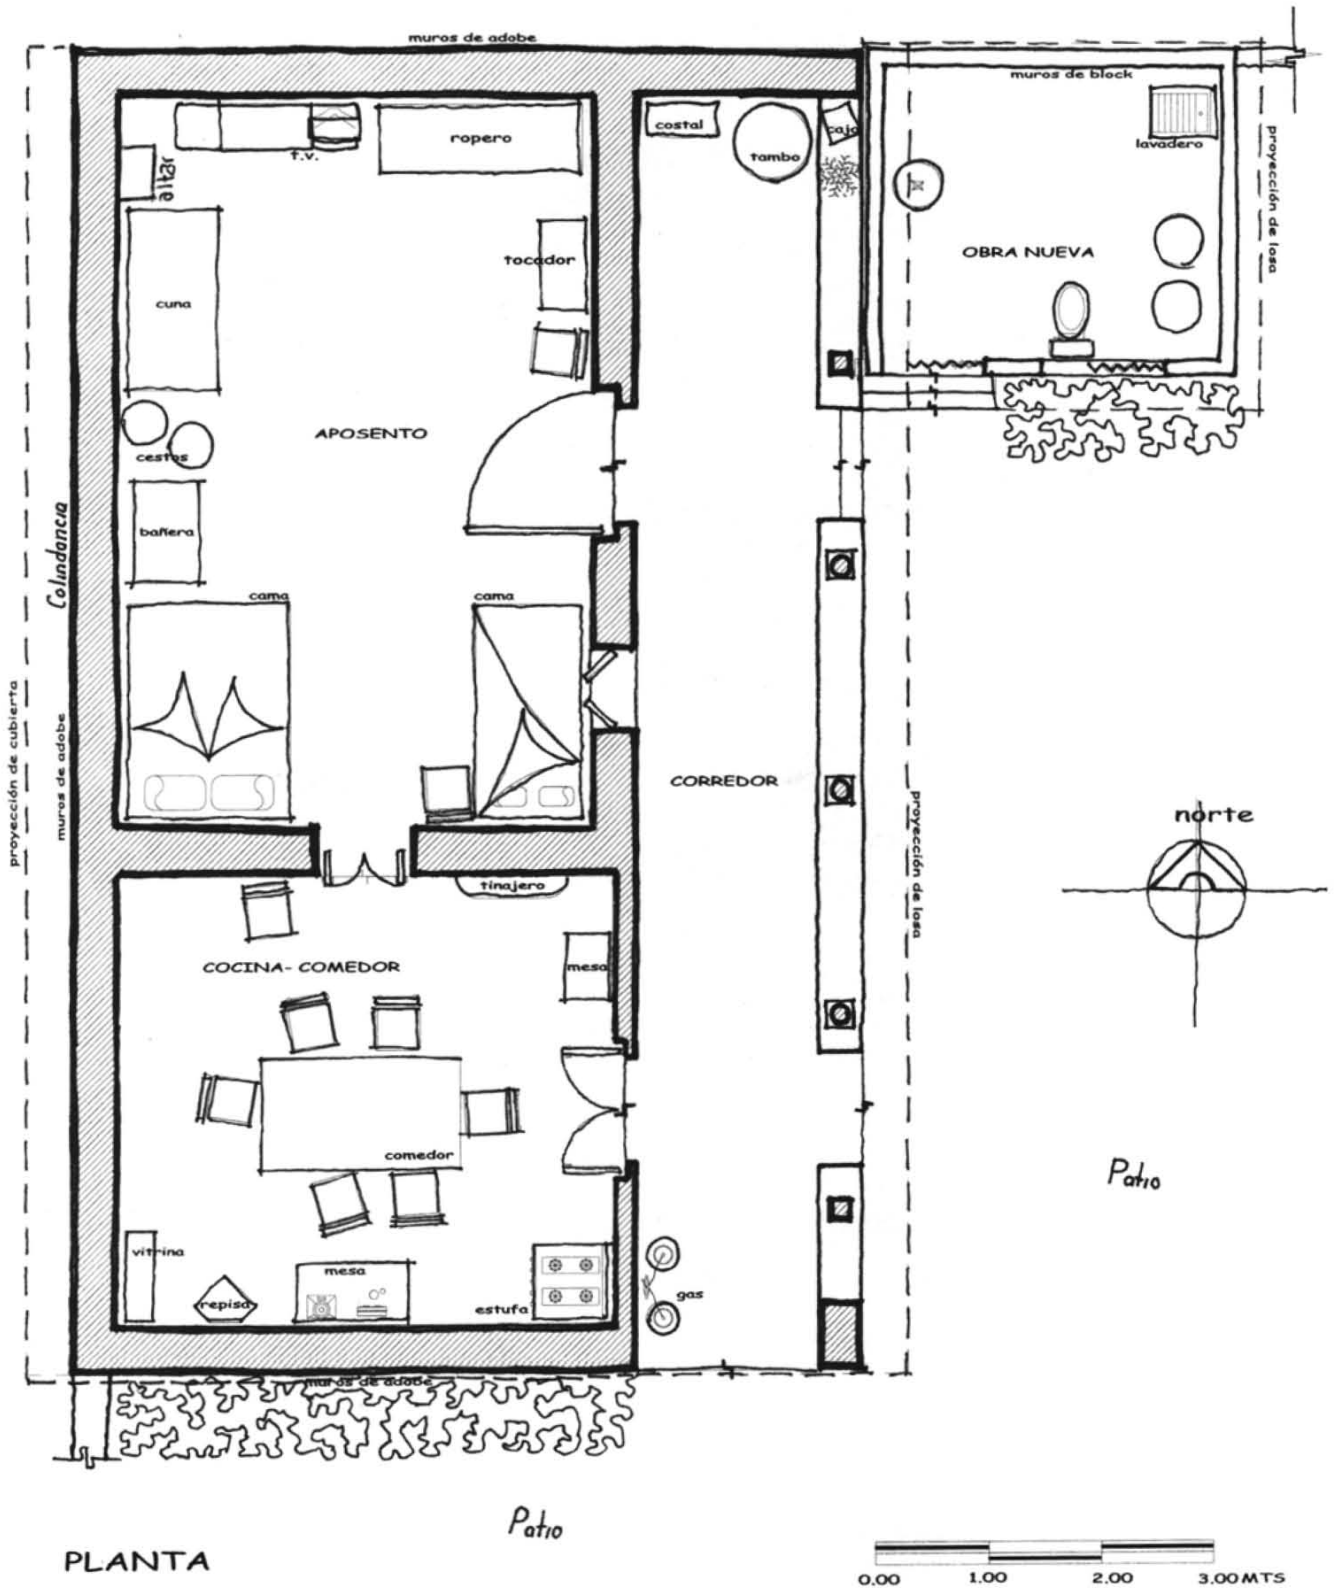 muros de adobe
muros de block
costal
caja
ropero
tambo
lavadero
t.v.
altar
proyección de losa
OBRA NUEVA
tocador
cuna
APOSENTO
cestos
bañera
Colindancia
cama
cama
proyección de cubierta
muros de adobe
CORREDOR
proyección de losa
norte
tinajero
COCINA- COMEDOR
mesa
comedor
Patio
vitrina
mesa
repisa
estufa
gas
muros de adobe
Patio
PLANTA
0.00 1.00 2.00 3.00 MTS